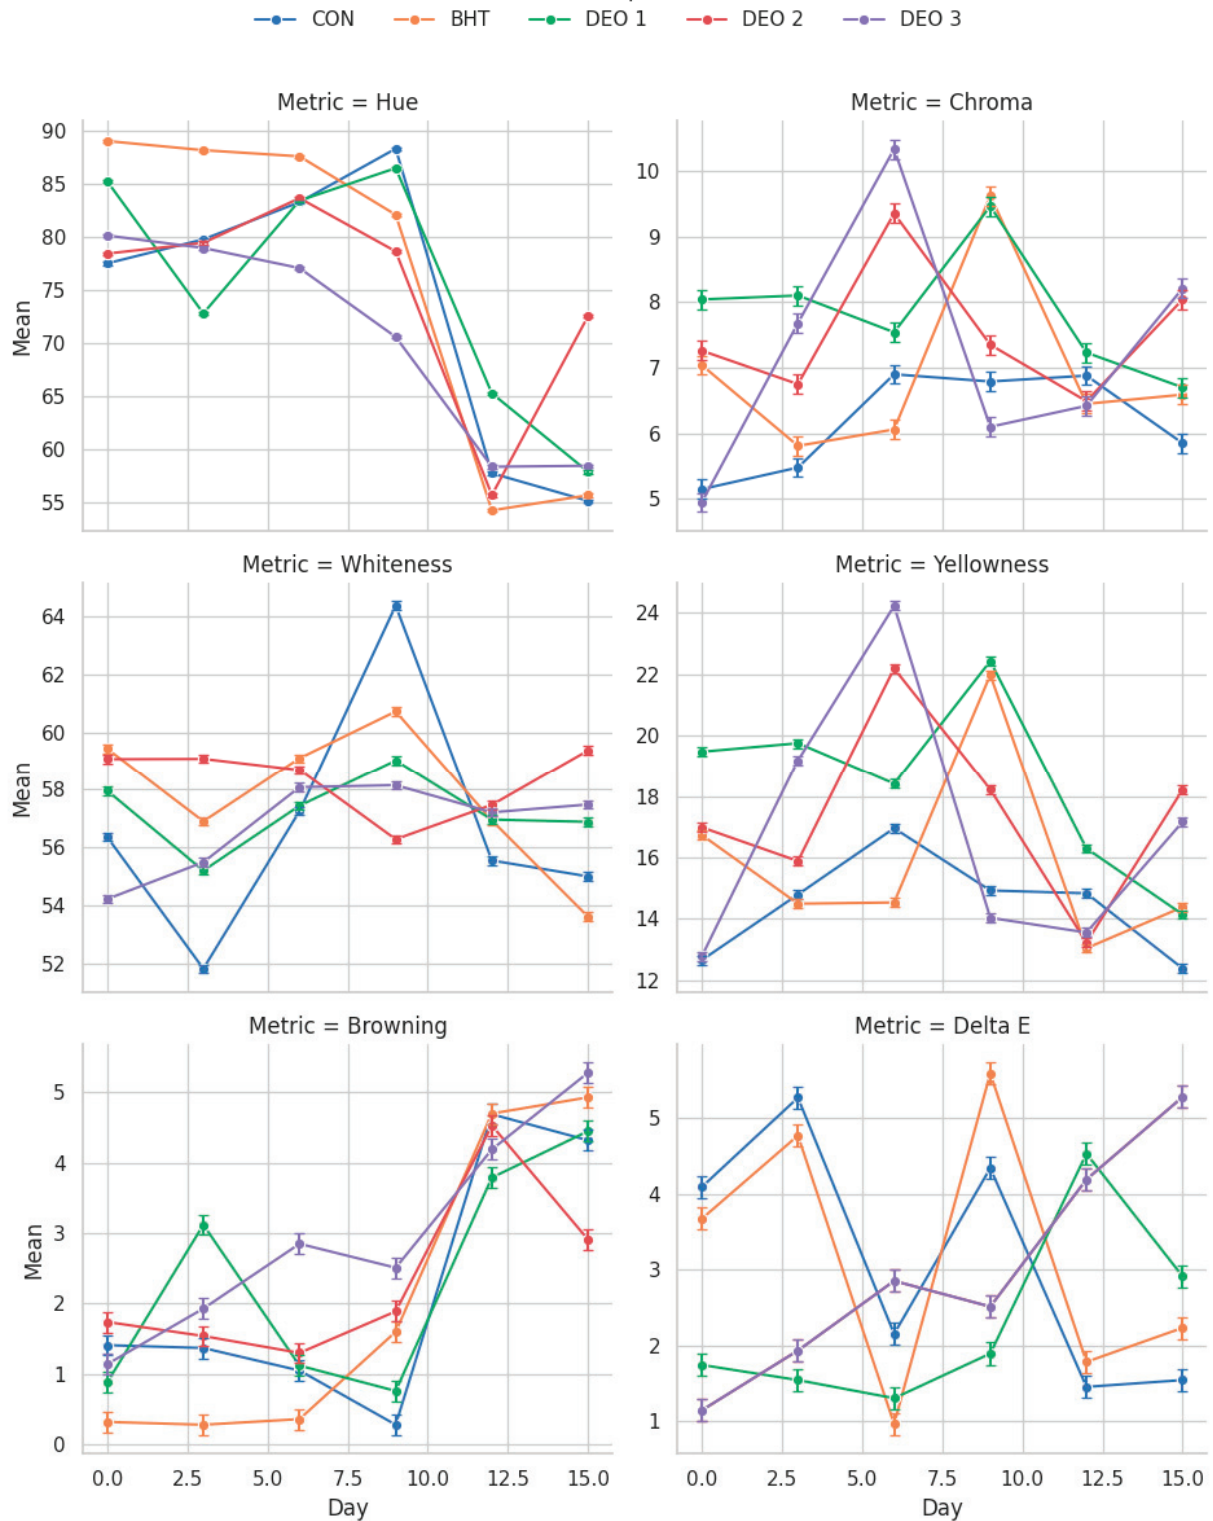 CON BHT DEO 1 DEO 2 DEO 3
Metric = Hue
Metric = Chroma
90
85
80
75
70
65
60
55
Mean
10
9
8
7
6
5
Metric = Whiteness
Metric = Yellowness
64
62
60
58
56
54
52
Mean
24
22
20
18
16
14
12
Metric = Browning
Metric = Delta E
5
4
3
2
1
0
Mean
5
4
3
2
1
0.0 2.5 5.0 7.5 10.0 12.5 15.0
Day
0.0 2.5 5.0 7.5 10.0 12.5 15.0
Day